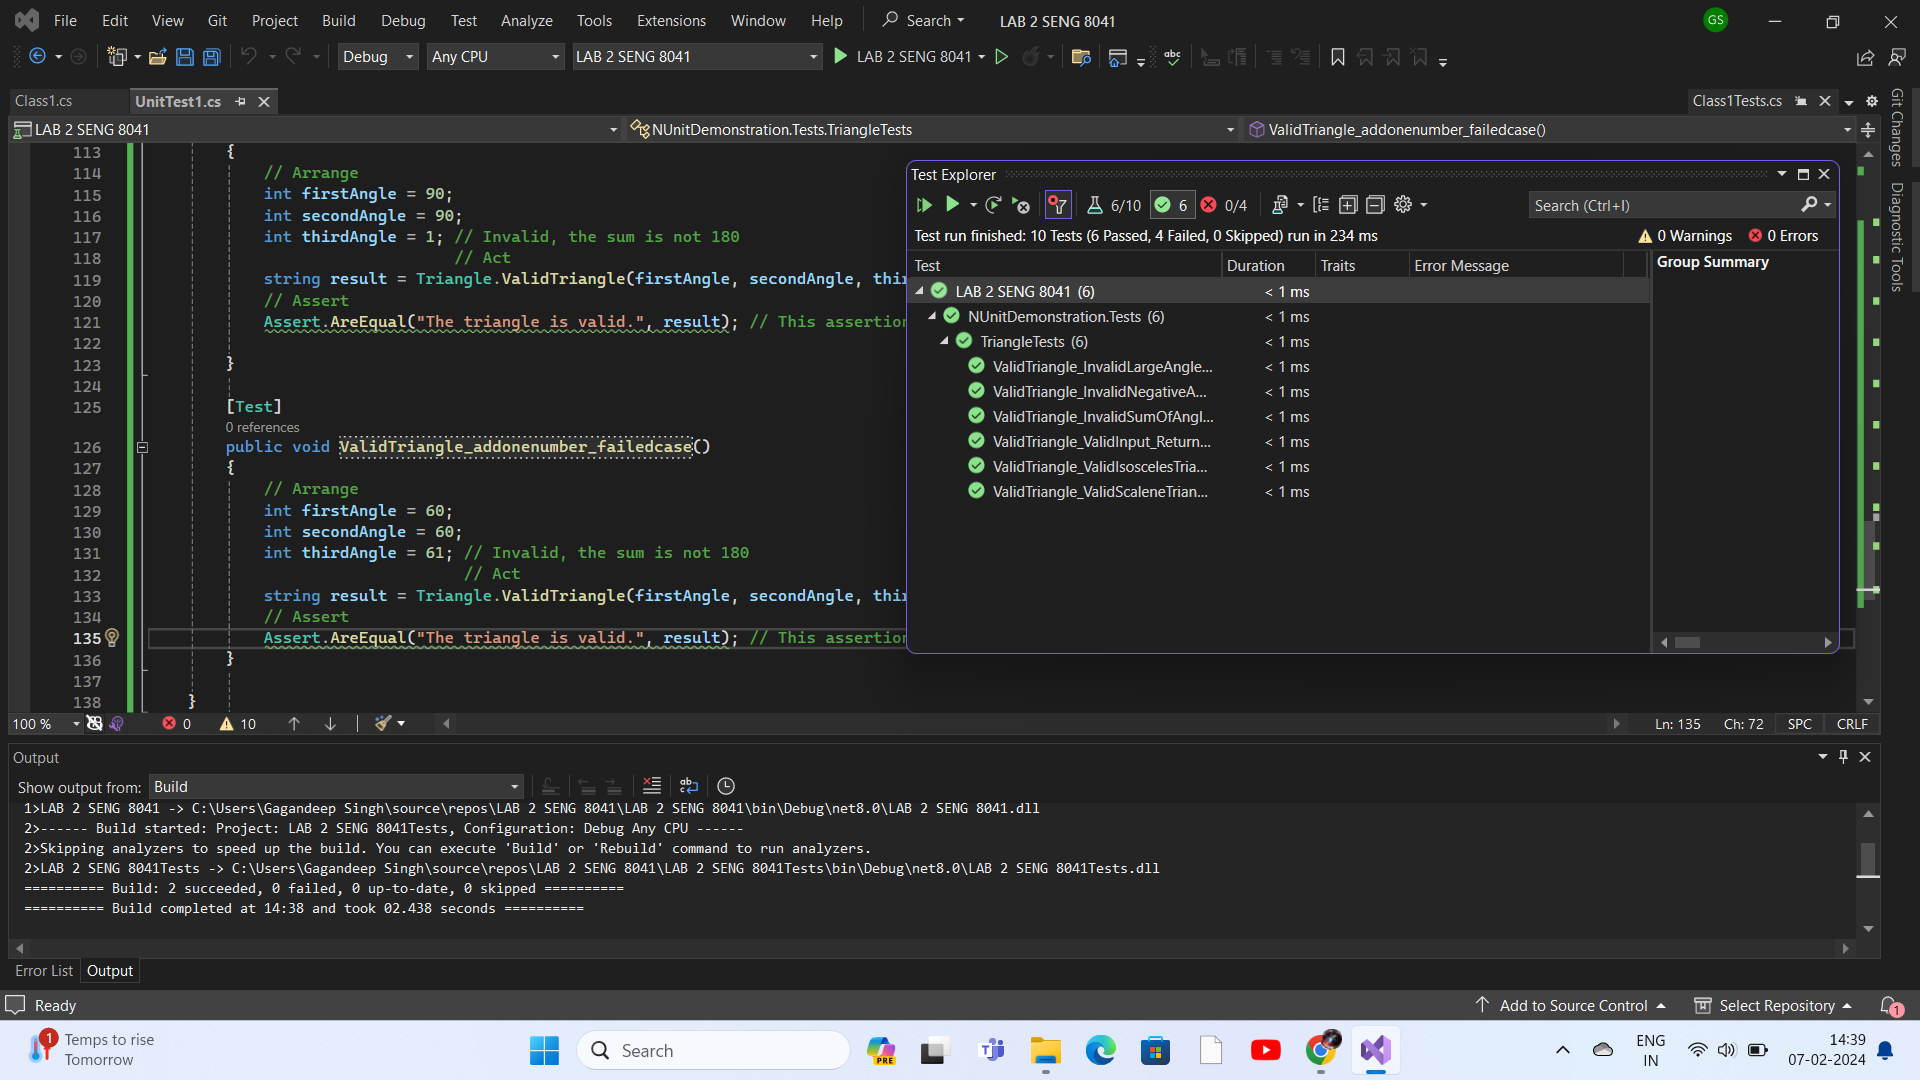 File Edit View Git Project Build Debug Test Analyze Tools Extensions Window Help Search LAB 2 SENG 8041 GS
Debug Any CPU LAB 2 SENG 8041 LAB 2 SENG 8041
Class1.cs UnitTest1.cs Class1Tests.cs
LAB 2 SENG 8041 NUnitDemonstration.Tests.TriangleTests ValidTriangle_addonenumber_failedcase()
Git Changes
Diagnostic Tools
113 {
114 // Arrange
115 int firstAngle = 90;
116 int secondAngle = 90;
117 int thirdAngle = 1; // Invalid, the sum is not 180
118 // Act
119 string result = Triangle.ValidTriangle(firstAngle, secondAngle, thir
120 // Assert
121 Assert.AreEqual("The triangle is valid.", result); // This assertion
122
123 }
124
125 [Test]
0 references
126 public void ValidTriangle_addonenumber_failedcase()
127 {
128 // Arrange
129 int firstAngle = 60;
130 int secondAngle = 60;
131 int thirdAngle = 61; // Invalid, the sum is not 180
132 // Act
133 string result = Triangle.ValidTriangle(firstAngle, secondAngle, thir
134 // Assert
135 Assert.AreEqual("The triangle is valid.", result); // This assertion
136 }
137
138 }
Test Explorer
6/10 6 0/4 Search (Ctrl+I)
Test run finished: 10 Tests (6 Passed, 4 Failed, 0 Skipped) run in 234 ms 0 Warnings 0 Errors
Test Duration Traits Error Message Group Summary
LAB 2 SENG 8041 (6) < 1 ms
NUnitDemonstration.Tests (6) < 1 ms
TriangleTests (6) < 1 ms
ValidTriangle_InvalidLargeAngle... < 1 ms
ValidTriangle_InvalidNegativeA... < 1 ms
ValidTriangle_InvalidSumOfAngl... < 1 ms
ValidTriangle_ValidInput_Return... < 1 ms
ValidTriangle_ValidIsoscelesTria... < 1 ms
ValidTriangle_ValidScaleneTrian... < 1 ms
100 % 0 10 Ln: 135 Ch: 72 SPC CRLF
Output
Show output from: Build
1>LAB 2 SENG 8041 -> C:\Users\Gagandeep Singh\source\repos\LAB 2 SENG 8041\LAB 2 SENG 8041\bin\Debug\net8.0\LAB 2 SENG 8041.dll
2>------ Build started: Project: LAB 2 SENG 8041Tests, Configuration: Debug Any CPU ------
2>Skipping analyzers to speed up the build. You can execute 'Build' or 'Rebuild' command to run analyzers.
2>LAB 2 SENG 8041Tests -> C:\Users\Gagandeep Singh\source\repos\LAB 2 SENG 8041\LAB 2 SENG 8041Tests\bin\Debug\net8.0\LAB 2 SENG 8041Tests.dll
========== Build: 2 succeeded, 0 failed, 0 up-to-date, 0 skipped ==========
========== Build completed at 14:38 and took 02.438 seconds ==========
Error List Output
Ready Add to Source Control Select Repository 1
1 Temps to rise
Tomorrow
Search
PRE
ENG
IN
14:39
07-02-2024